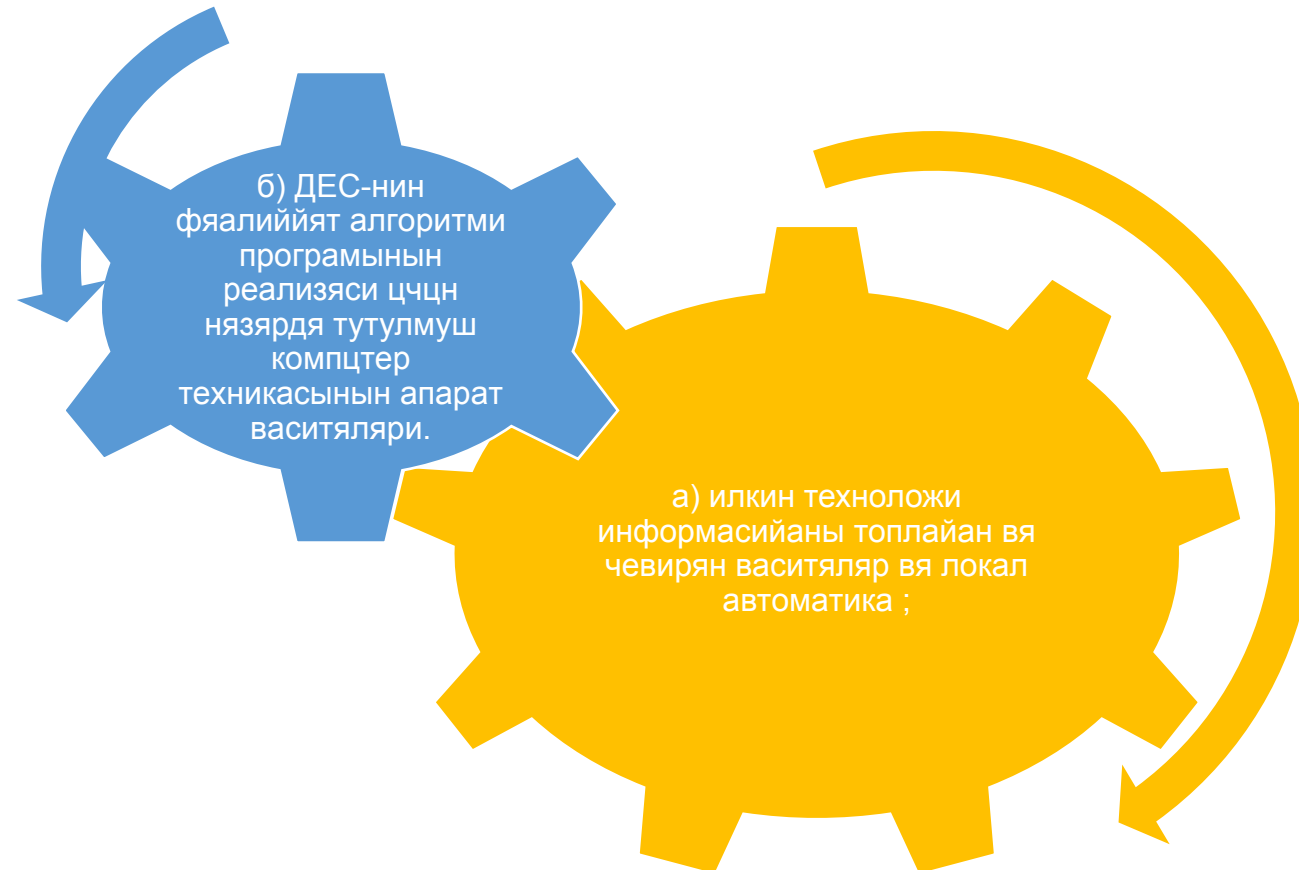 б) ДЕС-нин
фяалиййят алгоритми
програмынын
реализяси цчцн
нязярдя тутулмуш
компцтер
техникасынын апарат
васитяляри.
а) илкин техноложи
информасийаны топлайан вя
чевирян васитяляр вя локал
автоматика ;